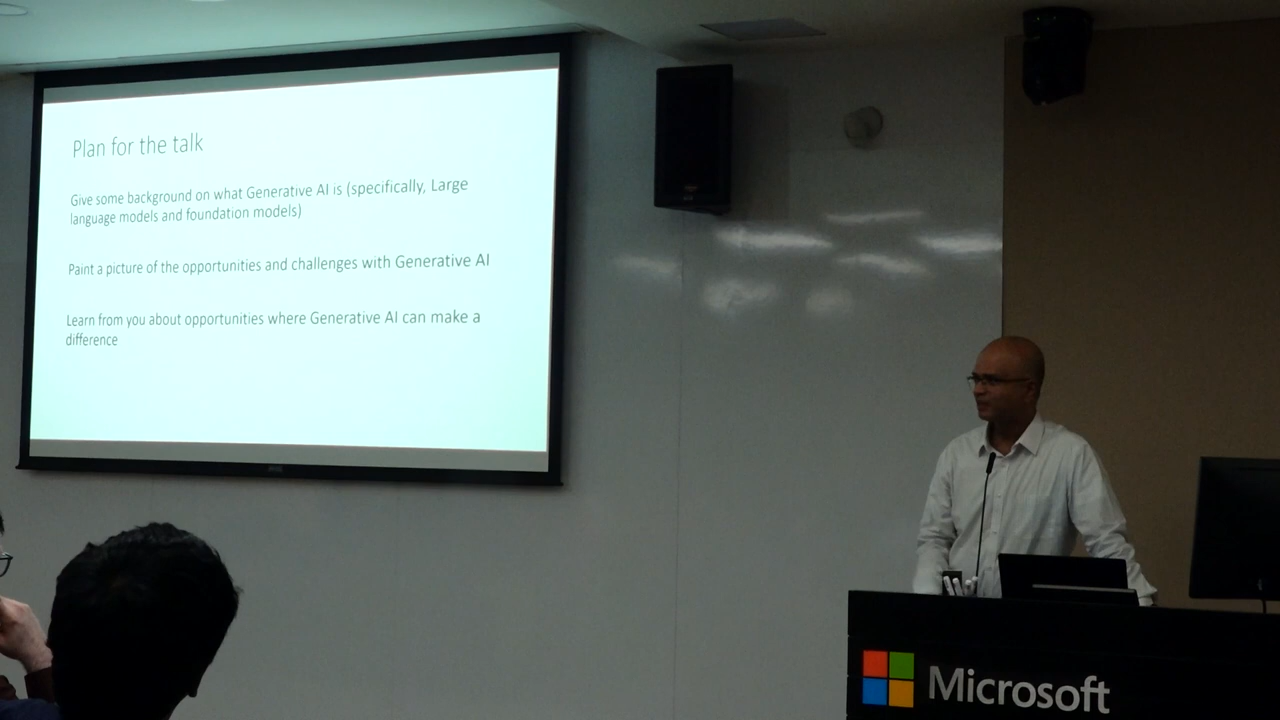 Plan for the talk
Give some background on what Generative AI is (specifically, Large
language models and foundation models)
Paint a picture of the opportunities and challenges with Generative AI
Learn from you about opportunities where Generative AI can make a
difference
Microsoft